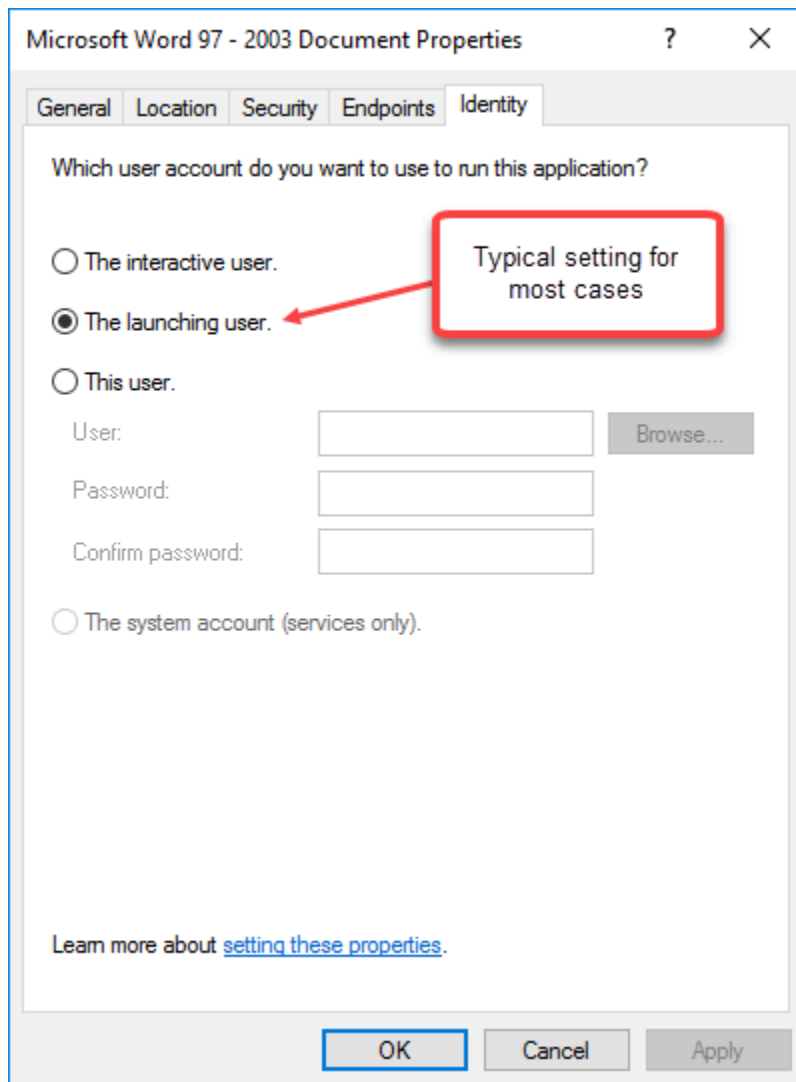 Microsoft Word 97 - 2003 Document Properties ?
General Location Security Endpoints Identity
Which user account do you want to use to run this application?
The interactive user.
Typical setting for
most cases
The launching user.
This user.
User:
Browse...
Password:
Confirm password:
The system account (services only).
Learn more about setting these properties.
OK Cancel Apply